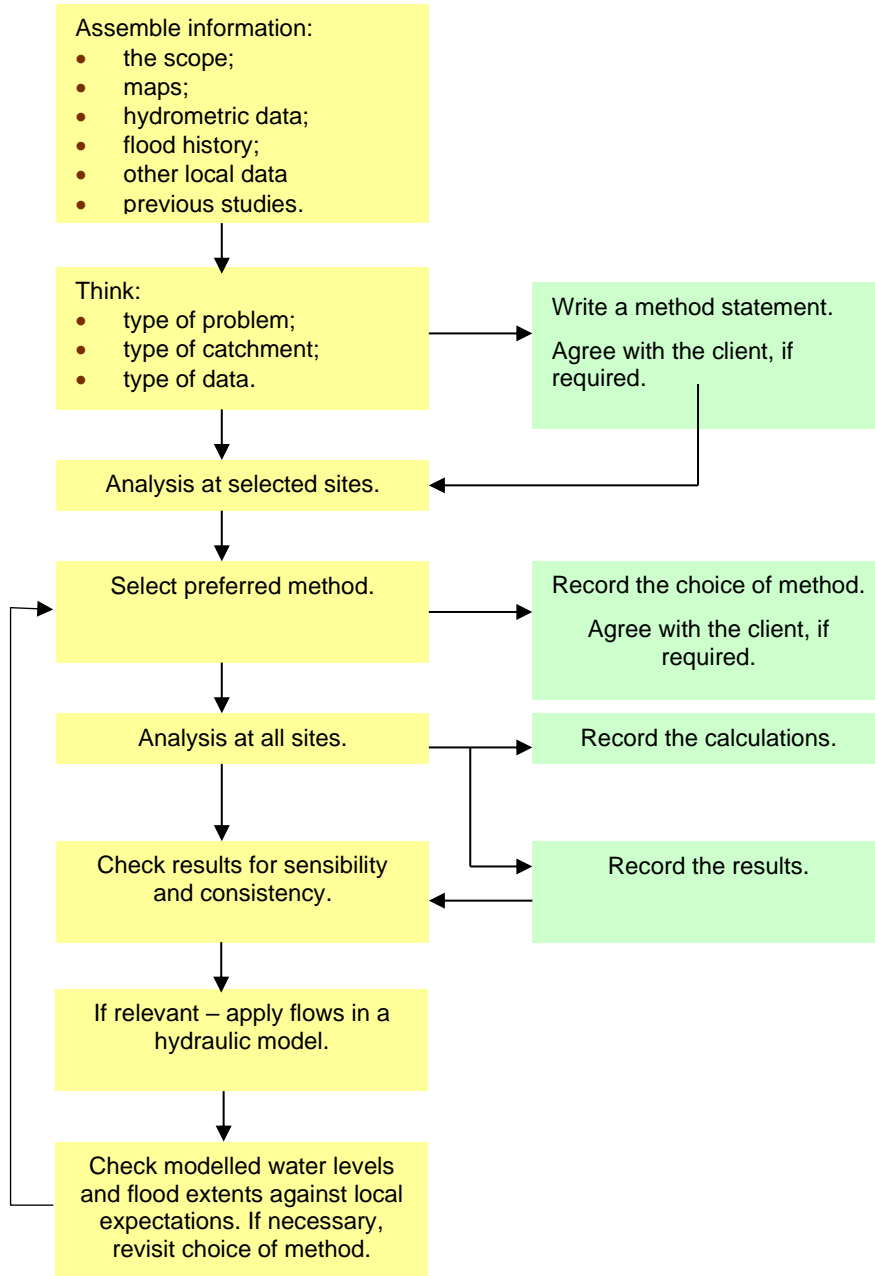 Assemble information:
• the scope;
• maps;
• hydrometric data;
• flood history;
• other local data
• previous studies.
Think:
• type of problem;
• type of catchment;
• type of data.
Write a method statement.
Agree with the client, if
required.
Analysis at selected sites.
Select preferred method.
Record the choice of method.
Agree with the client, if
required.
Analysis at all sites.
Record the calculations.
Check results for sensibility
and consistency.
Record the results.
If relevant – apply flows in a
hydraulic model.
Check modelled water levels
and flood extents against local
expectations. If necessary,
revisit choice of method.